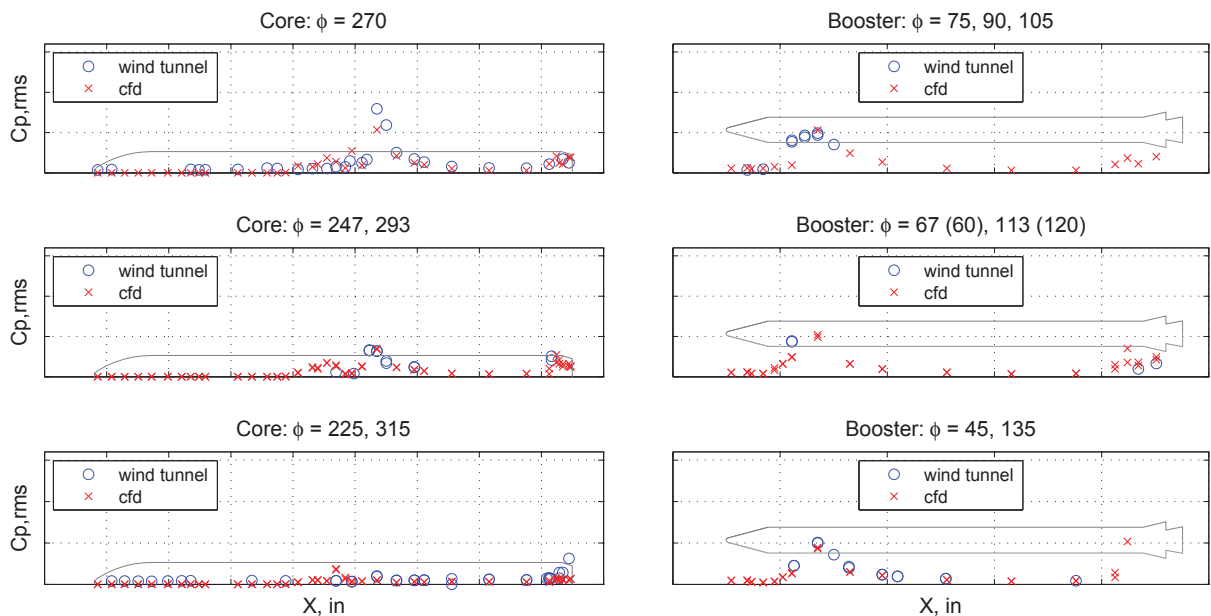 Core: ϕ = 270
wind tunnel
cfd
Cp,rms
Booster: ϕ = 75, 90, 105
wind tunnel
cfd
Core: ϕ = 247, 293
wind tunnel
cfd
Cp,rms
Booster: ϕ = 67 (60), 113 (120)
wind tunnel
cfd
Core: ϕ = 225, 315
wind tunnel
cfd
Cp,rms
X, in
Booster: ϕ = 45, 135
wind tunnel
cfd
X, in